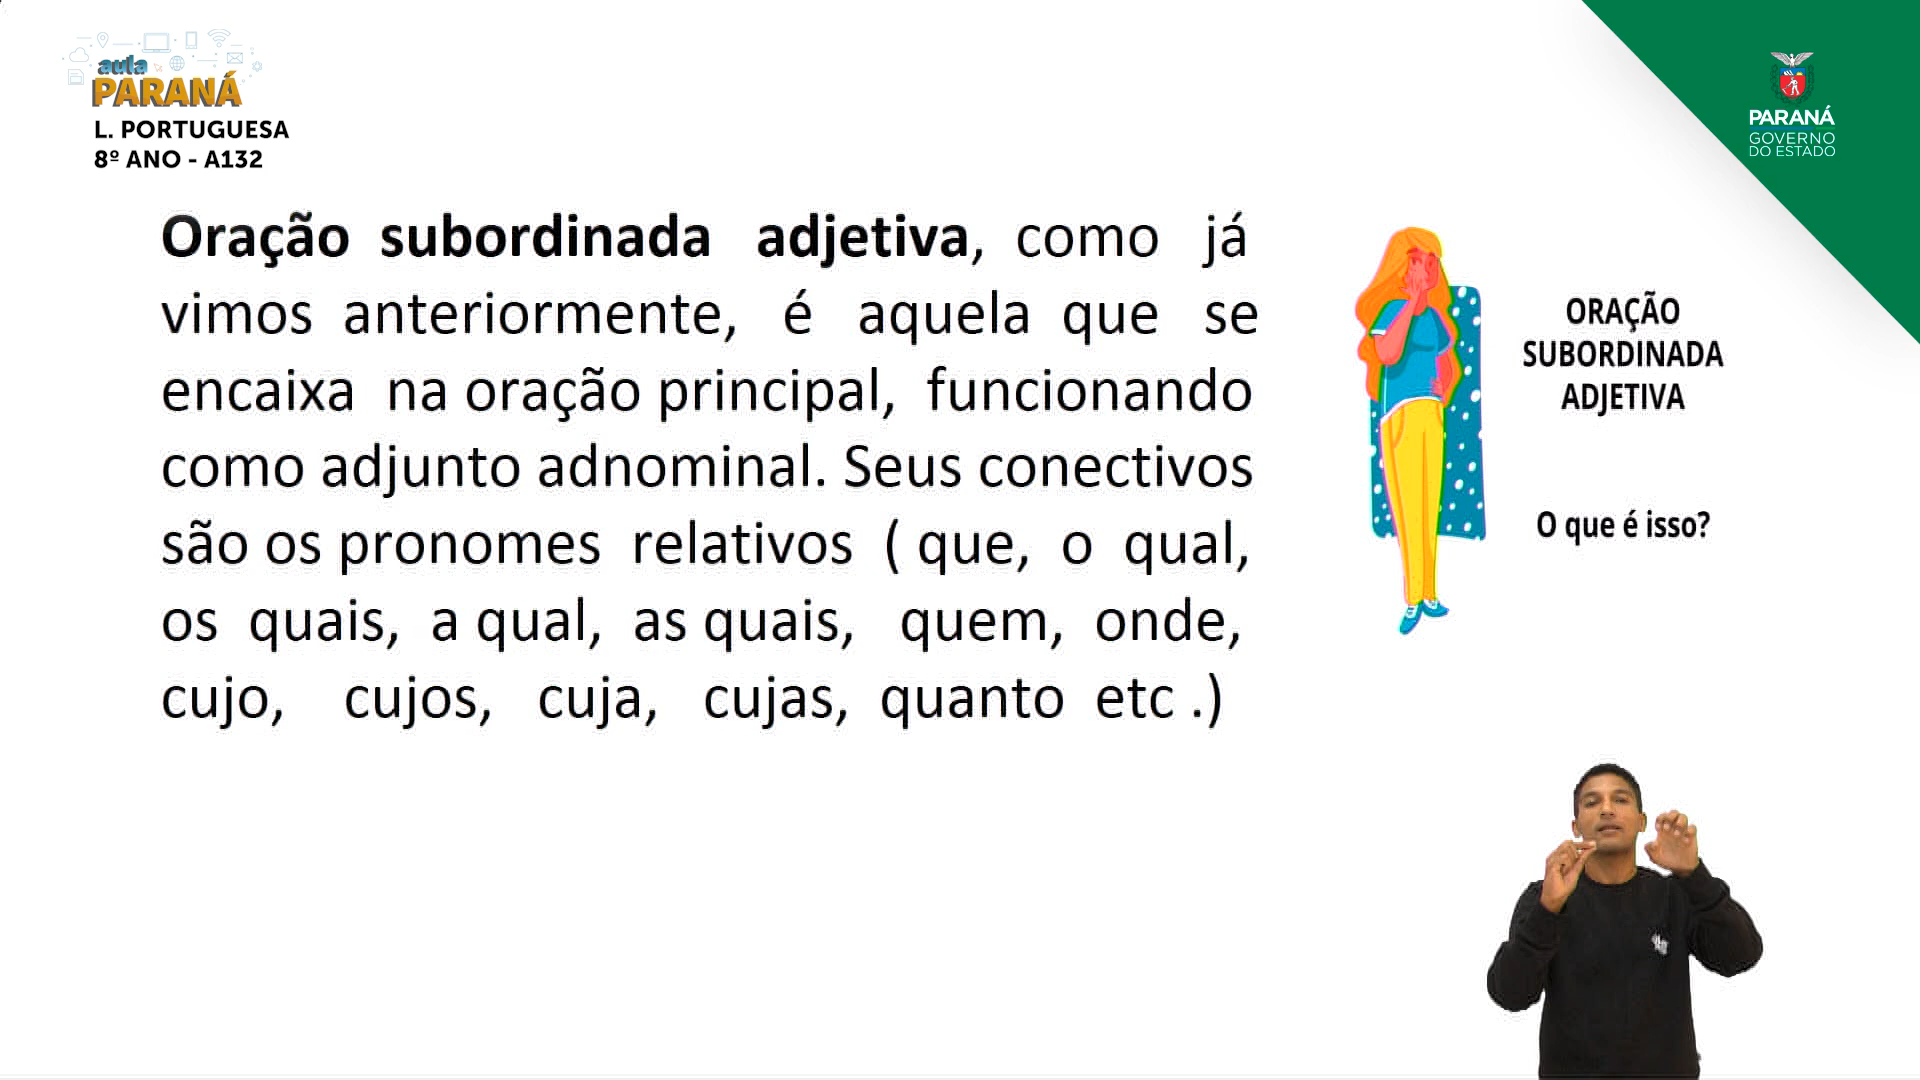 aula
PARANÁ
L. PORTUGUESA
8º ANO - A132
PARANÁ
GOVERNO
DO ESTADO
Oração subordinada adjetiva, como já
vimos anteriormente, é aquela que se
encaixa na oração principal, funcionando
como adjunto adnominal. Seus conectivos
são os pronomes relativos ( que, o qual,
os quais, a qual, as quais, quem, onde,
cujo, cujos, cuja, cujas, quanto etc .)
ORAÇÃO
SUBORDINADA
ADJETIVA
O que é isso?